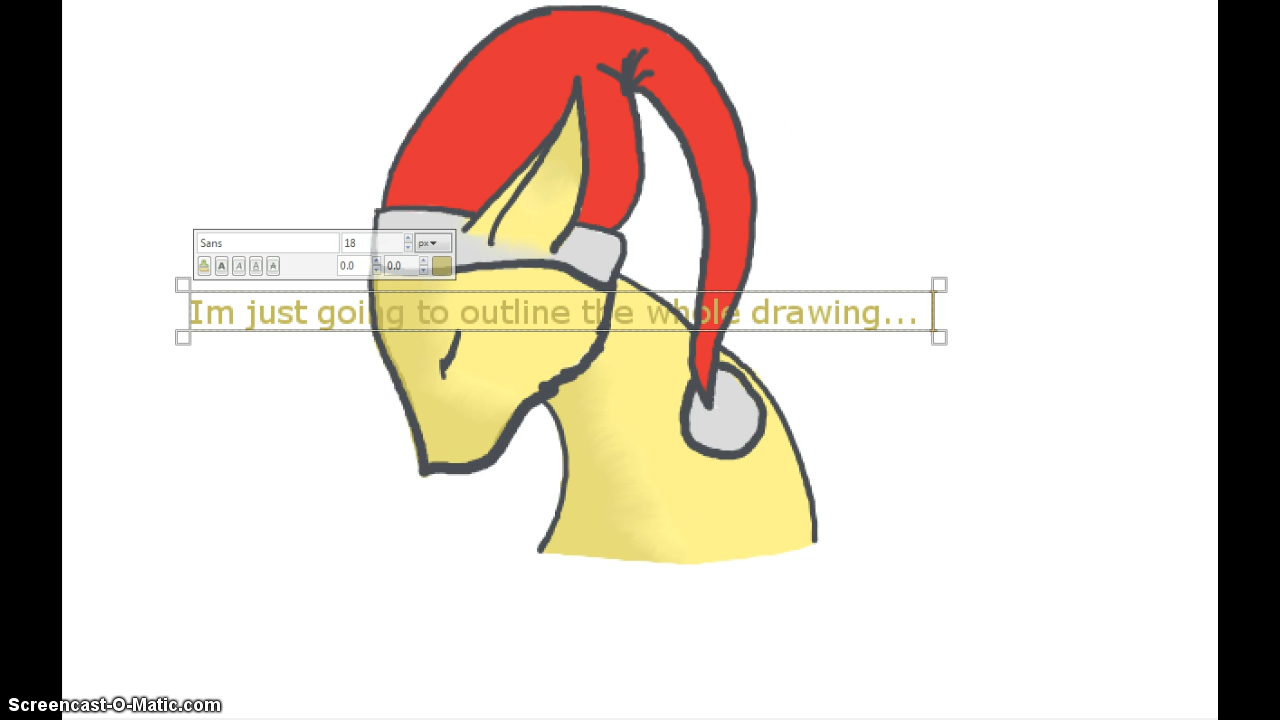 Sans 18 px
0.0 0.0
Im just going to outline the whole drawing...
Screencast-O-Matic.com